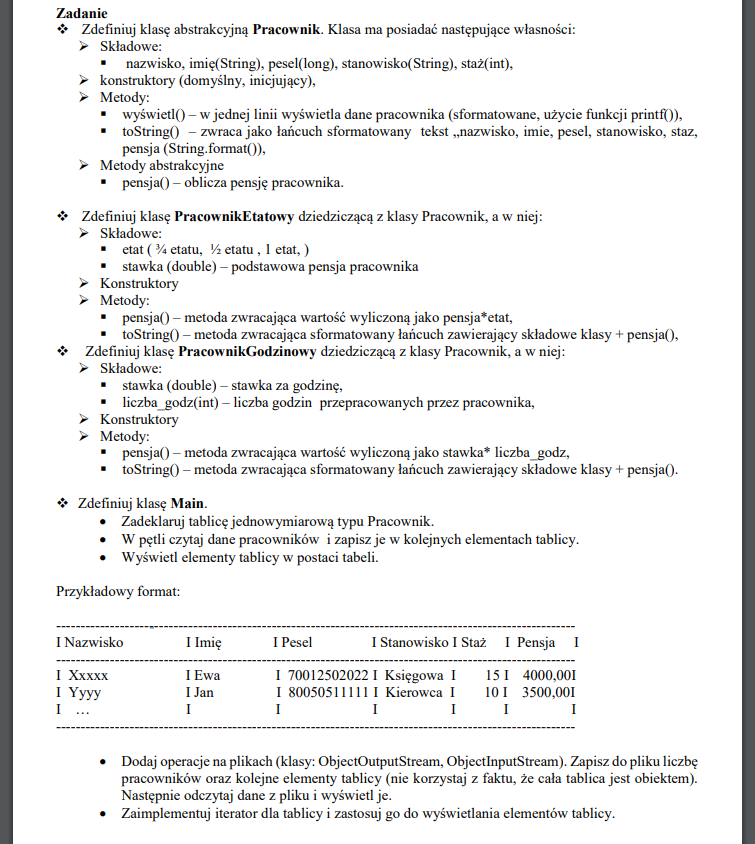 Zadanie
❖ Zdefiniuj klasę abstrakcyjną Pracownik. Klasa ma posiadać następujące własności:
➢ Składowe:
▪ nazwisko, imię(String), pesel(long), stanowisko(String), staż(int),
➢ konstruktory (domyślny, inicjujący),
➢ Metody:
▪ wyświetl() – w jednej linii wyświetla dane pracownika (sformatowane, użycie funkcji printf()),
▪ toString() – zwraca jako łańcuch sformatowany tekst „nazwisko, imie, pesel, stanowisko, staz,
pensja (String.format()),
➢ Metody abstrakcyjne
▪ pensja() – oblicza pensję pracownika.
❖ Zdefiniuj klasę PracownikEtatowy dziedziczącą z klasy Pracownik, a w niej:
➢ Składowe:
▪ etat ( ¾ etatu, ½ etatu , 1 etat, )
▪ stawka (double) – podstawowa pensja pracownika
➢ Konstruktory
➢ Metody:
▪ pensja() – metoda zwracająca wartość wyliczoną jako pensja*etat,
▪ toString() – metoda zwracająca sformatowany łańcuch zawierający składowe klasy + pensja(),
❖ Zdefiniuj klasę PracownikGodzinowy dziedziczącą z klasy Pracownik, a w niej:
➢ Składowe:
▪ stawka (double) – stawka za godzinę,
▪ liczba_godz(int) – liczba godzin przepracowanych przez pracownika,
➢ Konstruktory
➢ Metody:
▪ pensja() – metoda zwracająca wartość wyliczoną jako stawka* liczba_godz,
▪ toString() – metoda zwracająca sformatowany łańcuch zawierający składowe klasy + pensja().
❖ Zdefiniuj klasę Main.
• Zadeklaruj tablicę jednowymiarową typu Pracownik.
• W pętli czytaj dane pracowników i zapisz je w kolejnych elementach tablicy.
• Wyświetl elementy tablicy w postaci tabeli.
Przykładowy format:
---------------------------------------------------------------------------------------------------------
I Nazwisko I Imię I Pesel I Stanowisko I Staż I Pensja I
---------------------------------------------------------------------------------------------------------
I Xxxxx I Ewa I 70012502022 I Księgowa I 15 I 4000,00I
I Yyyy I Jan I 80050511111 I Kierowca I 10 I 3500,00I
I … I I I I I I
---------------------------------------------------------------------------------------------------------
• Dodaj operacje na plikach (klasy: ObjectOutputStream, ObjectInputStream). Zapisz do pliku liczbę
pracowników oraz kolejne elementy tablicy (nie korzystaj z faktu, że cała tablica jest obiektem).
Następnie odczytaj dane z pliku i wyświetl je.
• Zaimplementuj iterator dla tablicy i zastosuj go do wyświetlania elementów tablicy.